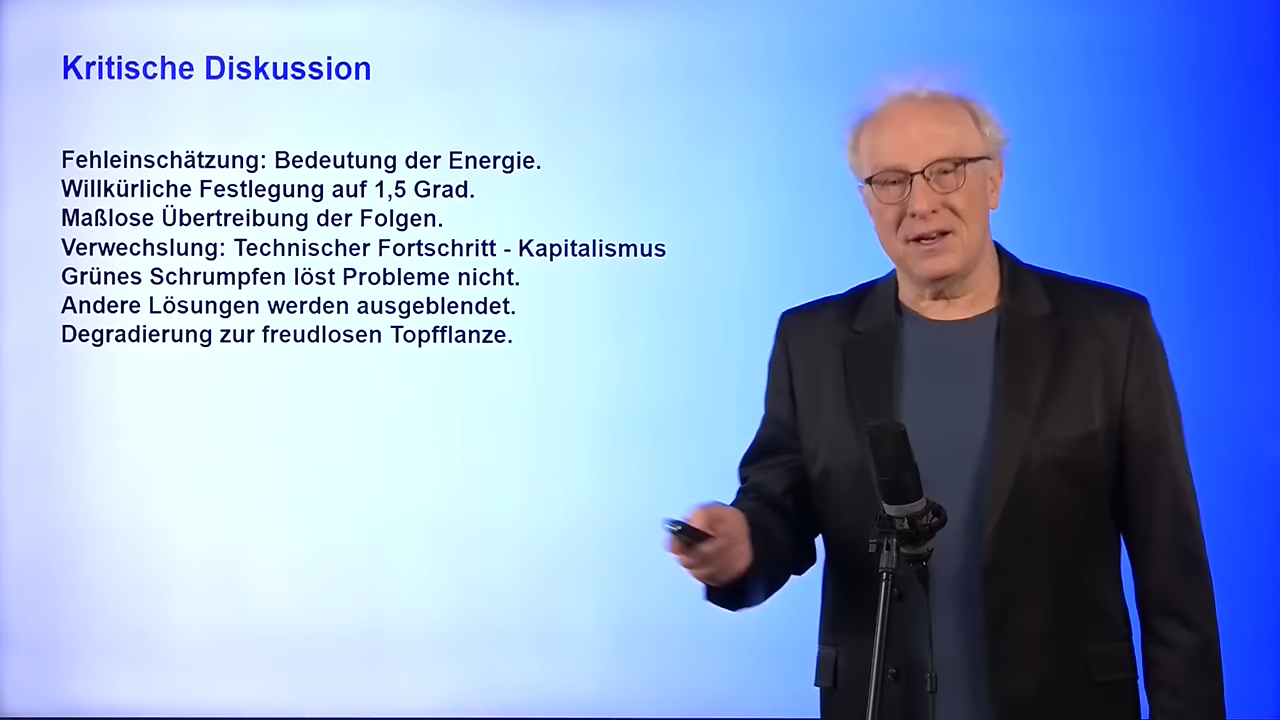 Kritische Diskussion
Fehleinschätzung: Bedeutung der Energie.
Willkürliche Festlegung auf 1,5 Grad.
Maßlose Übertreibung der Folgen.
Verwechslung: Technischer Fortschritt - Kapitalismus
Grünes Schrumpfen löst Probleme nicht.
Andere Lösungen werden ausgeblendet.
Degradierung zur freudlosen Topfflanze.